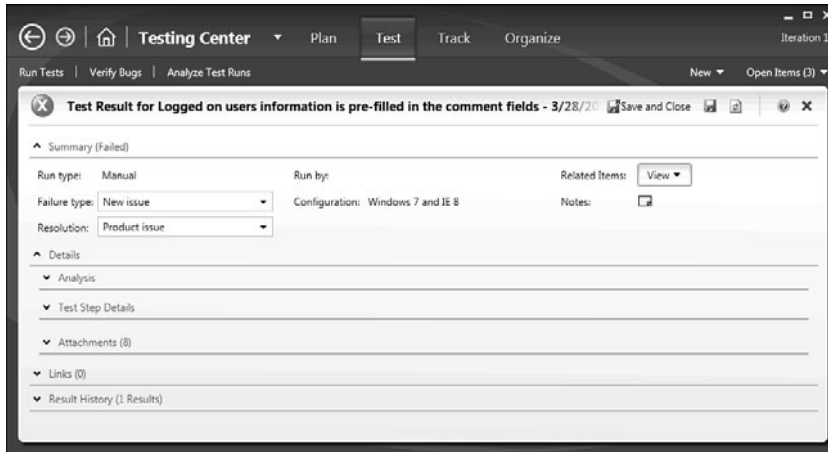 Testing Center Plan Test Track Organize Iteration 1
Run Tests | Verify Bugs | Analyze Test Runs New Open Items (3)
Test Result for Logged on users information is pre-filled in the comment fields - 3/28/20 Save and Close
Summary (Failed)
Run type: Manual Run by: Related Items: View
Failure type: New issue Configuration: Windows 7 and IE 8 Notes:
Resolution: Product issue
Details
Analysis
Test Step Details
Attachments (8)
Links (0)
Result History (1 Results)